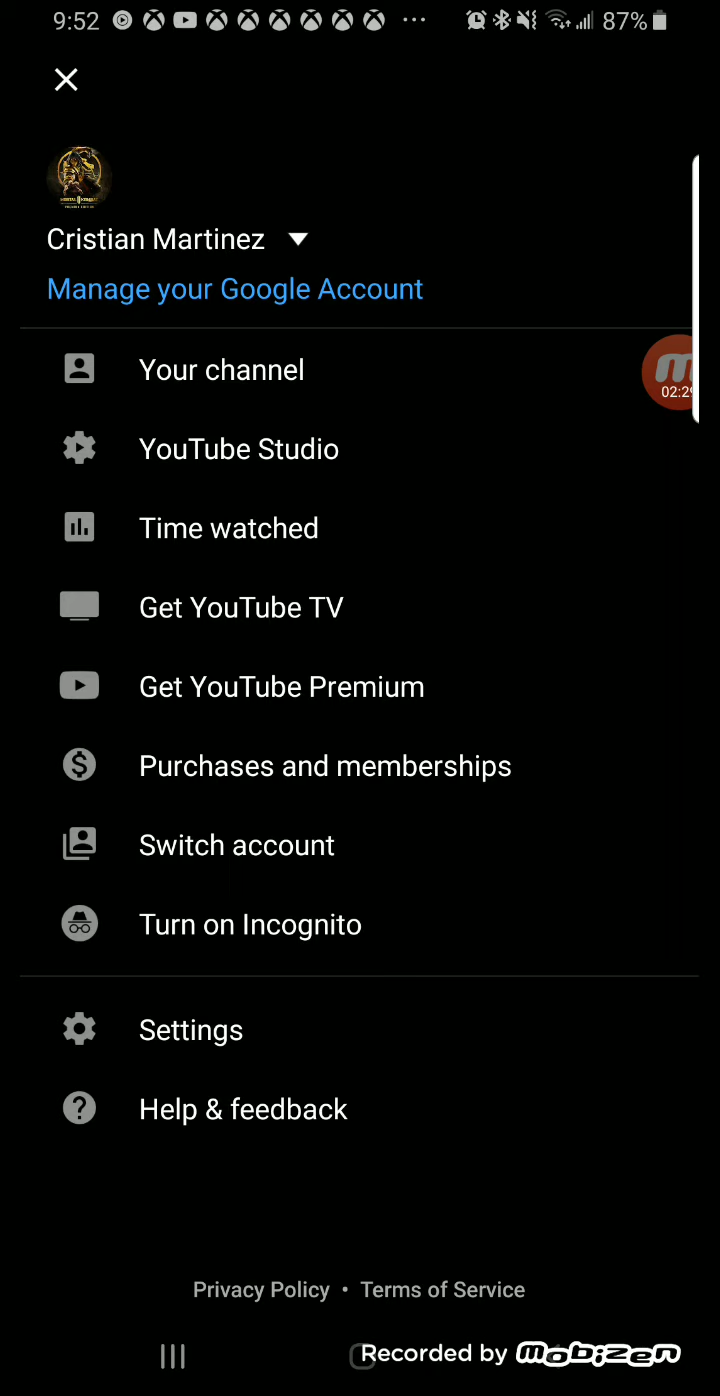 9:52
87%
Cristian Martinez
Manage your Google Account
Your channel
02:29
YouTube Studio
Time watched
Get YouTube TV
Get YouTube Premium
Purchases and memberships
Switch account
Turn on Incognito
Settings
Help & feedback
Privacy Policy • Terms of Service
Recorded by mobizen